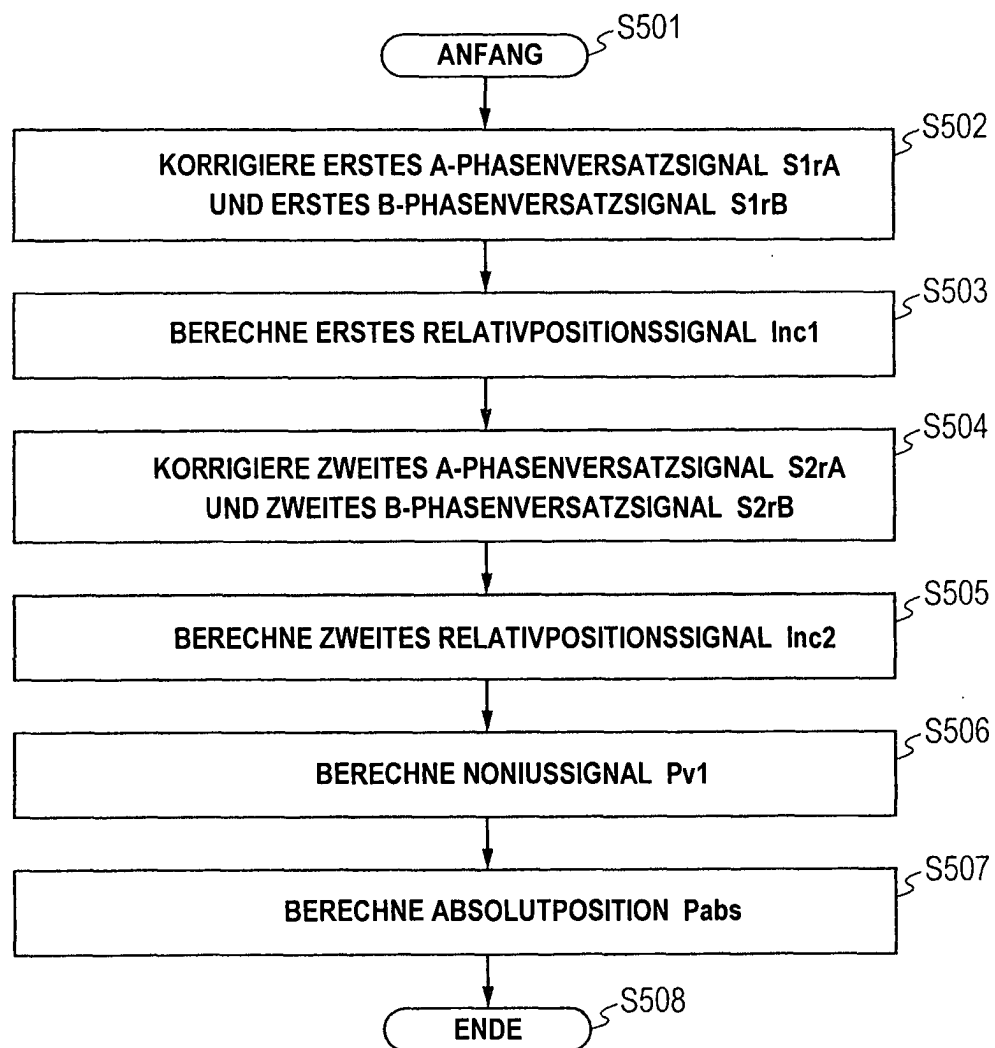 S501
ANFANG
S502
KORRIGIERE ERSTES A-PHASENVERSATZSIGNAL S1rA
UND ERSTES B-PHASENVERSATZSIGNAL S1rB
S503
BERECHNE ERSTES RELATIVPOSITIONSSIGNAL Inc1
S504
KORRIGIERE ZWEITES A-PHASENVERSATZSIGNAL S2rA
UND ZWEITES B-PHASENVERSATZSIGNAL S2rB
S505
BERECHNE ZWEITES RELATIVPOSITIONSSIGNAL Inc2
S506
BERECHNE NONIUSSIGNAL Pv1
S507
BERECHNE ABSOLUTPOSITION Pabs
S508
ENDE